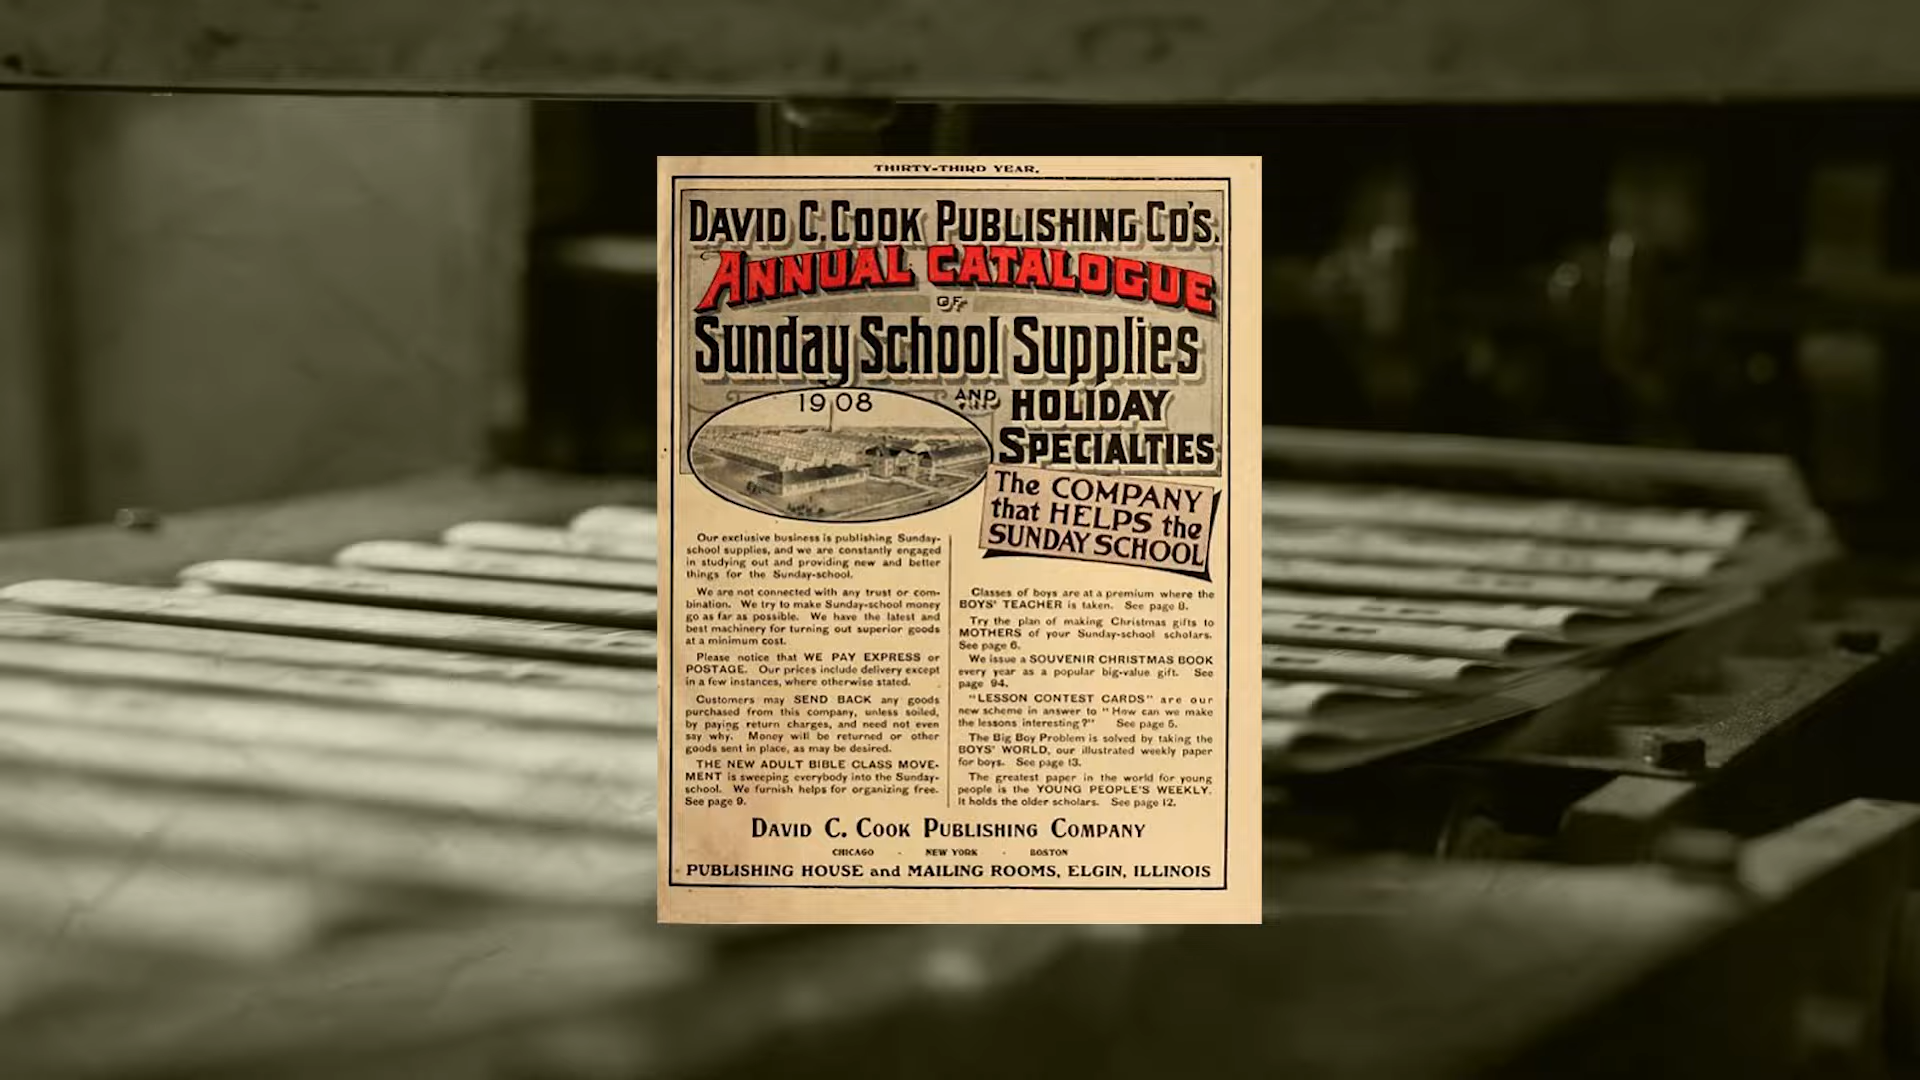 THIRTY-THIRD YEAR.
DAVID C. COOK PUBLISHING CO'S.
ANNUAL CATALOGUE
OF
Sunday School Supplies
1908
AND HOLIDAY
SPECIALTIES
The COMPANY
that HELPS the
SUNDAY SCHOOL
Our exclusive business is publishing Sunday-
school supplies, and we are constantly engaged
in studying out and providing new and better
things for the Sunday-school.
We are not connected with any trust or com-
bination. We try to make Sunday-school money
go as far as possible. We have the latest and
best machinery for turning out superior goods
at a minimum cost.
Please notice that WE PAY EXPRESS or
POSTAGE. Our prices include delivery except
in a few instances, where otherwise stated.
Customers may SEND BACK any goods
purchased from this company, unless soiled,
by paying return charges, and need not even
say why. Money will be returned or other
goods sent in place, as may be desired.
THE NEW ADULT BIBLE CLASS MOVE-
MENT is sweeping everybody into the Sunday-
school. We furnish helps for organizing free.
See page 9.
Classes of boys are at a premium where the
BOYS' TEACHER is taken. See page 8.
Try the plan of making Christmas gifts to
MOTHERS of your Sunday-school scholars.
See page 6.
We issue a SOUVENIR CHRISTMAS BOOK
every year as a popular big-value gift. See
page 94.
"LESSON CONTEST CARDS" are our
new scheme in answer to "How can we make
the lessons interesting?" See page 5.
The Big Boy Problem is solved by taking the
BOYS' WORLD, our illustrated weekly paper
for boys. See page 13.
The greatest paper in the world for young
people is the YOUNG PEOPLE'S WEEKLY.
It holds the older scholars. See page 12.
DAVID C. COOK PUBLISHING COMPANY
CHICAGO - NEW YORK - BOSTON
PUBLISHING HOUSE and MAILING ROOMS, ELGIN, ILLINOIS